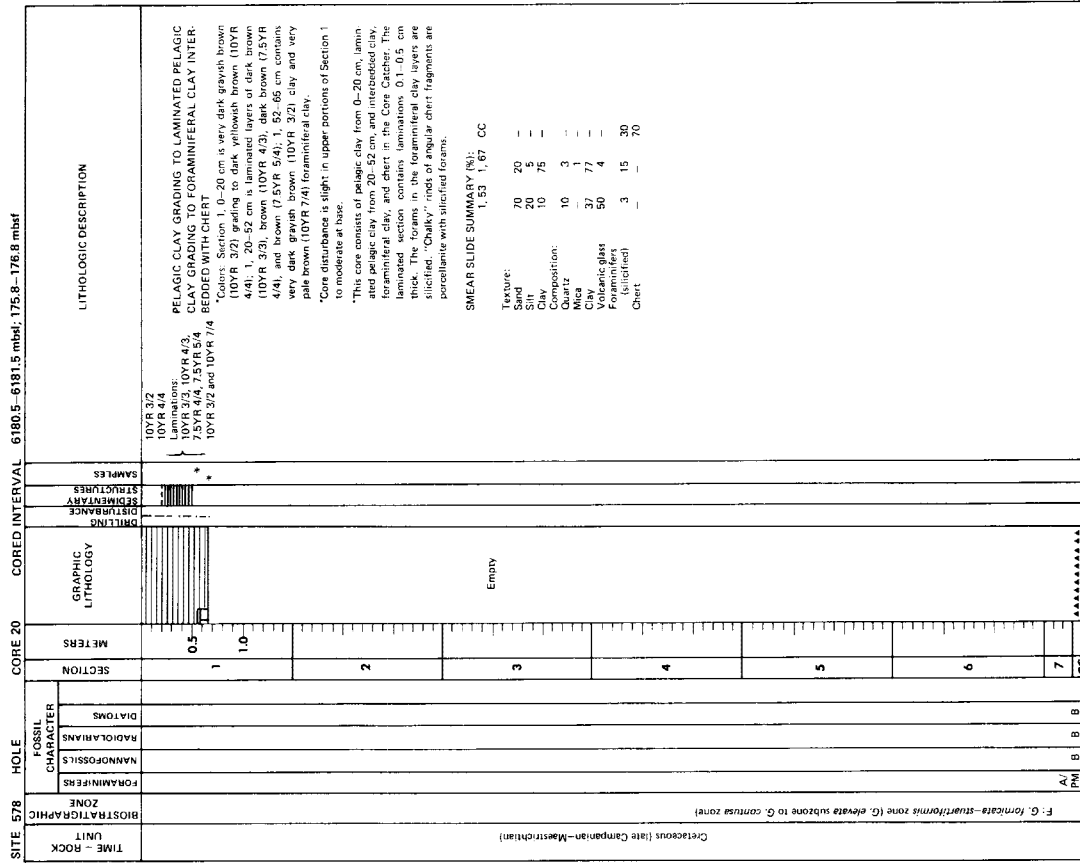 SITE 578 HOLE CORE 20 CORED INTERVAL 6180.5–6181.5 mbsl; 175.8–176.8 mbsf
TIME – ROCK
UNIT
BIOSTRATIGRAPHIC
ZONE
FOSSIL
CHARACTER
FORAMINIFERS
NANNOFOSSILS
RADIOLARIANS
DIATOMS
SECTION
METERS
GRAPHIC
LITHOLOGY
DRILLING
DISTURBANCE
SEDIMENTARY
STRUCTURES
SAMPLES
LITHOLOGIC DESCRIPTION
Cretaceous (late Campanian–Maestrichtian)
F: G. fornicata–stuartiformis zone (G. elevata subzone to G. contusa zone)
A/
PM
B
B
B
1
2
3
4
5
6
7
CC
0.5
1.0
Empty
*
*
10YR 3/2
10YR 4/4
Laminations:
10YR 3/3, 10YR 4/3,
7.5YR 4/4, 7.5YR 5/4
10YR 3/2 and 10YR 7/4
PELAGIC CLAY GRADING TO LAMINATED PELAGIC
CLAY GRADING TO FORAMINIFERAL CLAY INTER-
BEDDED WITH CHERT
*Colors: Section 1, 0–20 cm is very dark grayish brown
(10YR 3/2) grading to dark yellowish brown (10YR
4/4); 1, 20–52 cm is laminated layers of dark brown
(10YR 3/3), brown (10YR 4/3), dark brown (7.5YR
4/4), and brown (7.5YR 5/4); 1, 52–65 cm contains
very dark grayish brown (10YR 3/2) clay and very
pale brown (10YR 7/4) foraminiferal clay.
*Core disturbance is slight in upper portions of Section 1
to moderate at base.
*This core consists of pelagic clay from 0–20 cm, lamin-
ated pelagic clay from 20–52 cm, and interbedded clay,
foraminiferal clay, and chert in the Core Catcher. The
laminated section contains laminations 0.1–0.5 cm
thick. The forams in the foraminiferal clay layers are
silicified. "Chalky" rinds of angular chert fragments are
porcellanite with silicified forams.
SMEAR SLIDE SUMMARY (%):
1, 53 1, 67 CC
Texture:
Sand 70 20 –
Silt 20 5 –
Clay 10 75 –
Composition:
Quartz 10 3 –
Mica – 1 –
Clay 37 77 –
Volcanic glass 50 4 –
Foraminifers
(silicified) 3 15 30
Chert – – 70